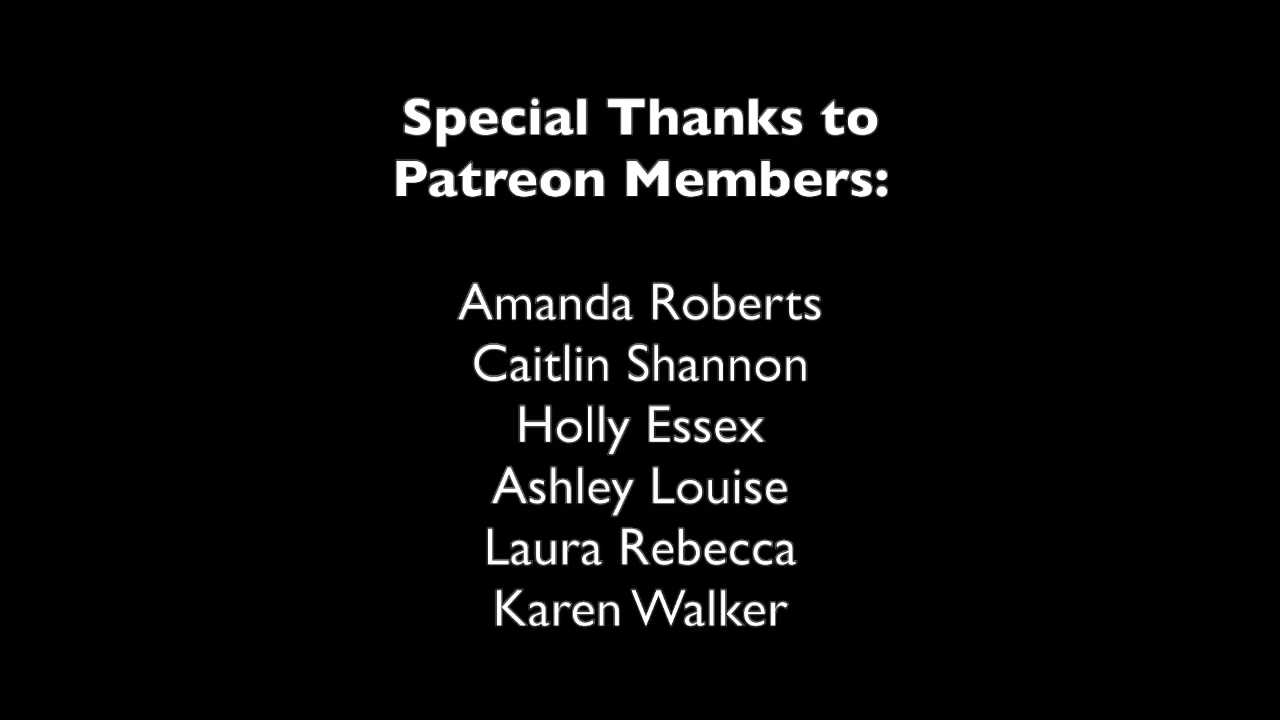 Special Thanks to
Patreon Members:
Amanda Roberts
Caitlin Shannon
Holly Essex
Ashley Louise
Laura Rebecca
Karen Walker